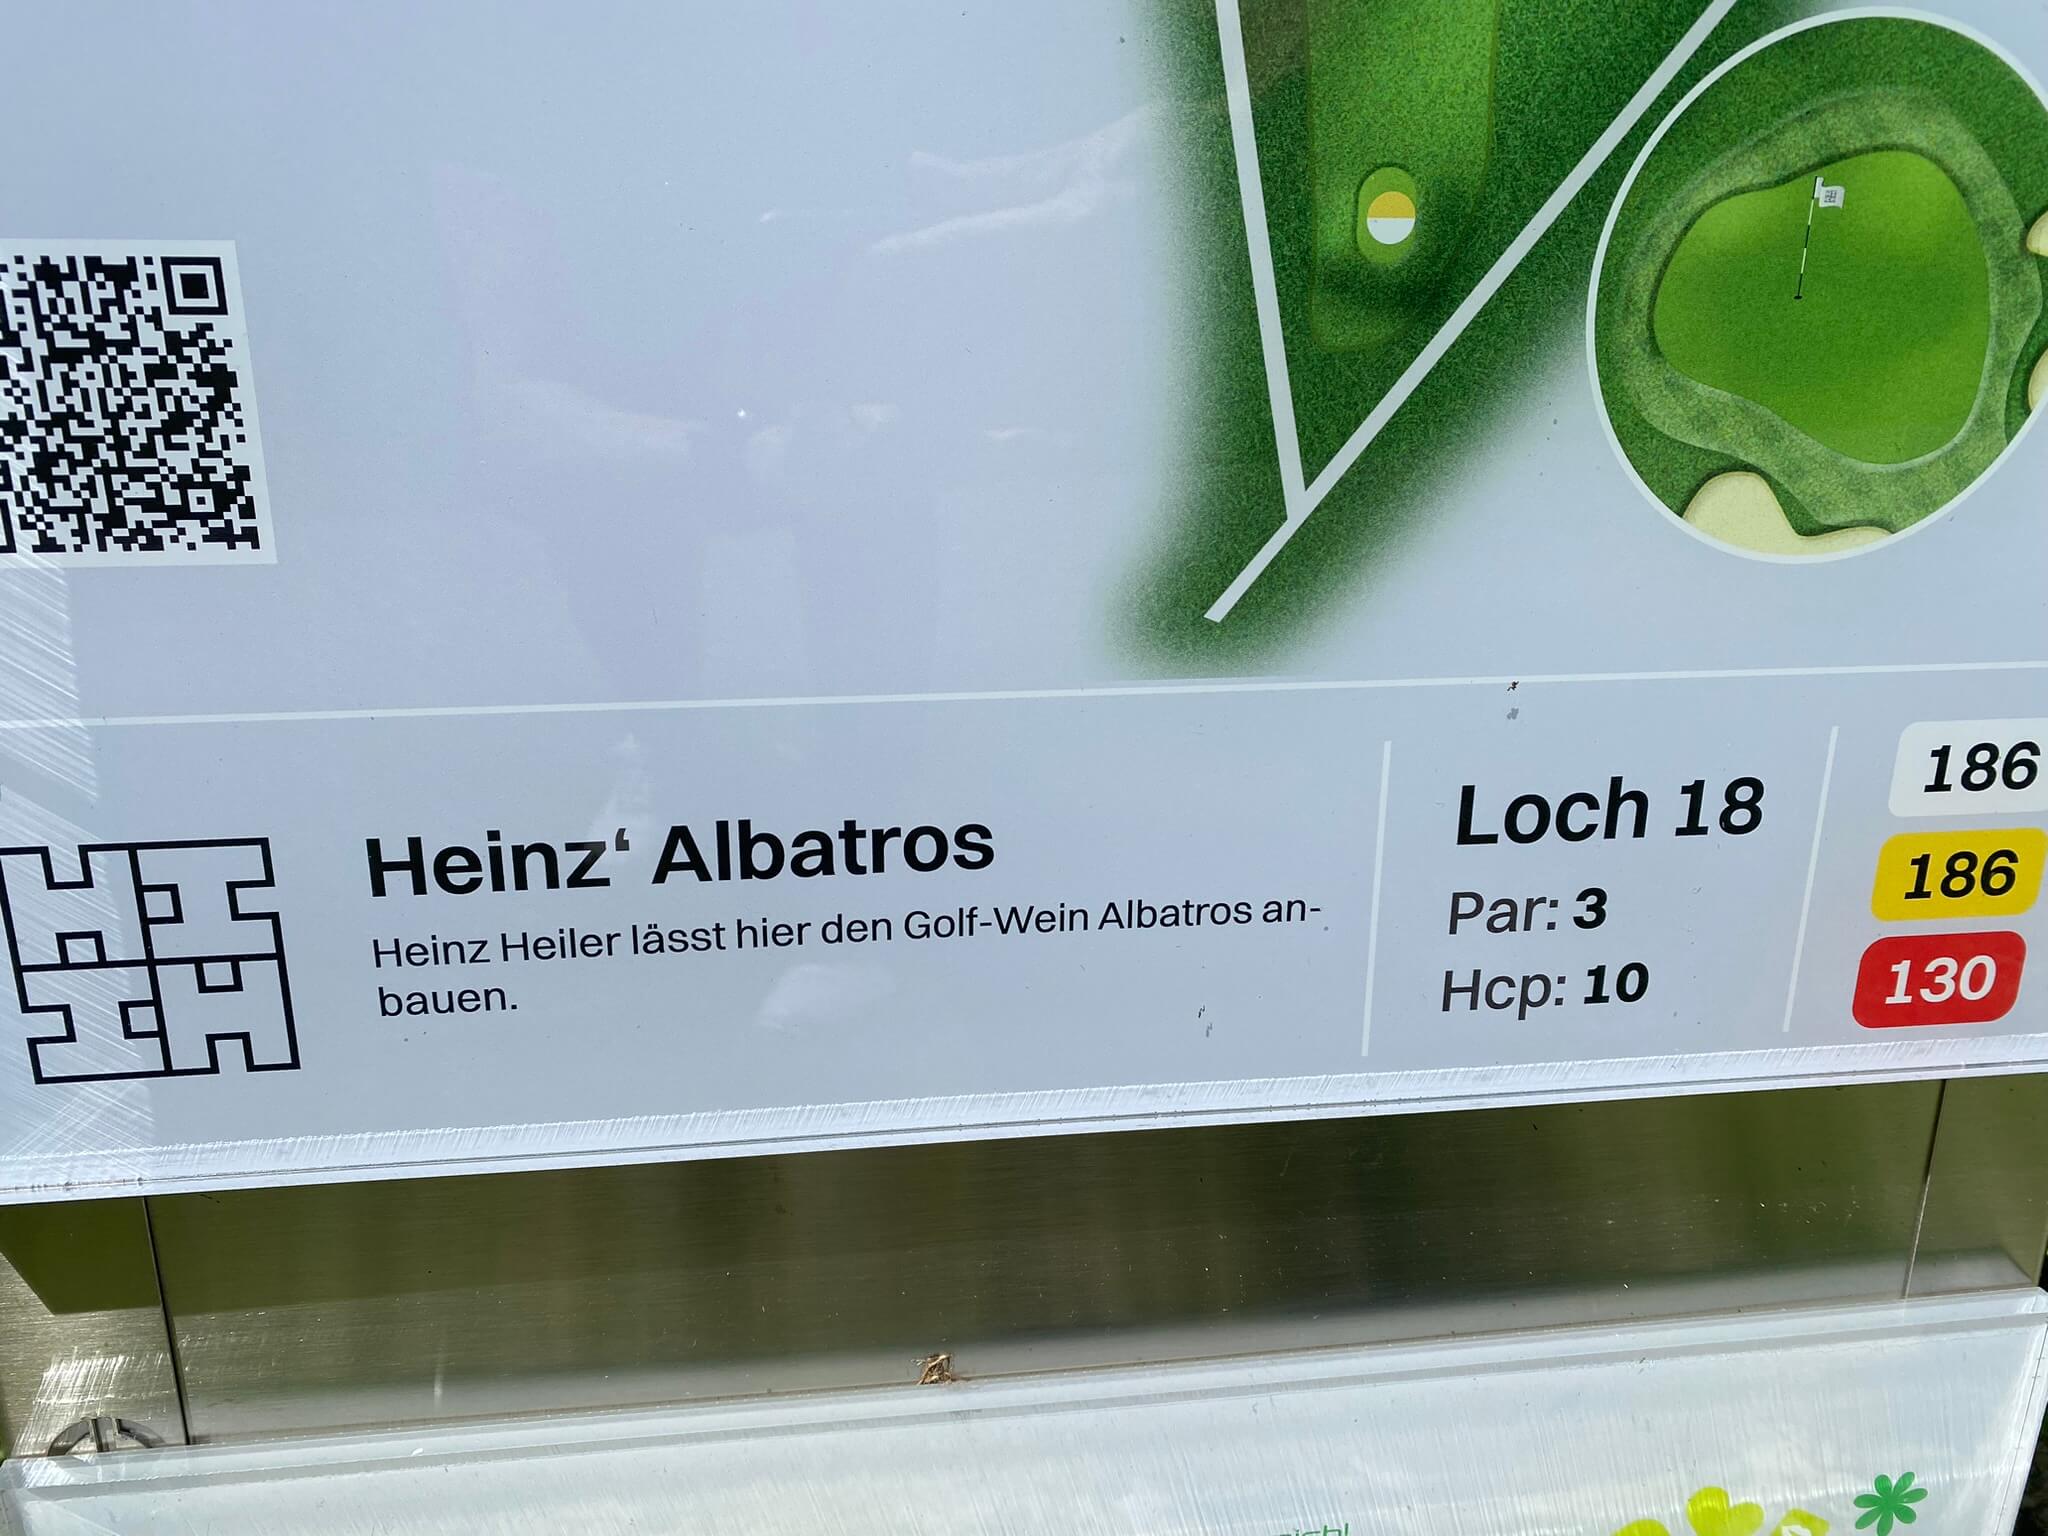 Heinz‘ Albatros
Heinz Heiler lässt hier den Golf-Wein Albatros an-
bauen.
Loch 18
Par: 3
Hcp: 10
186
186
130